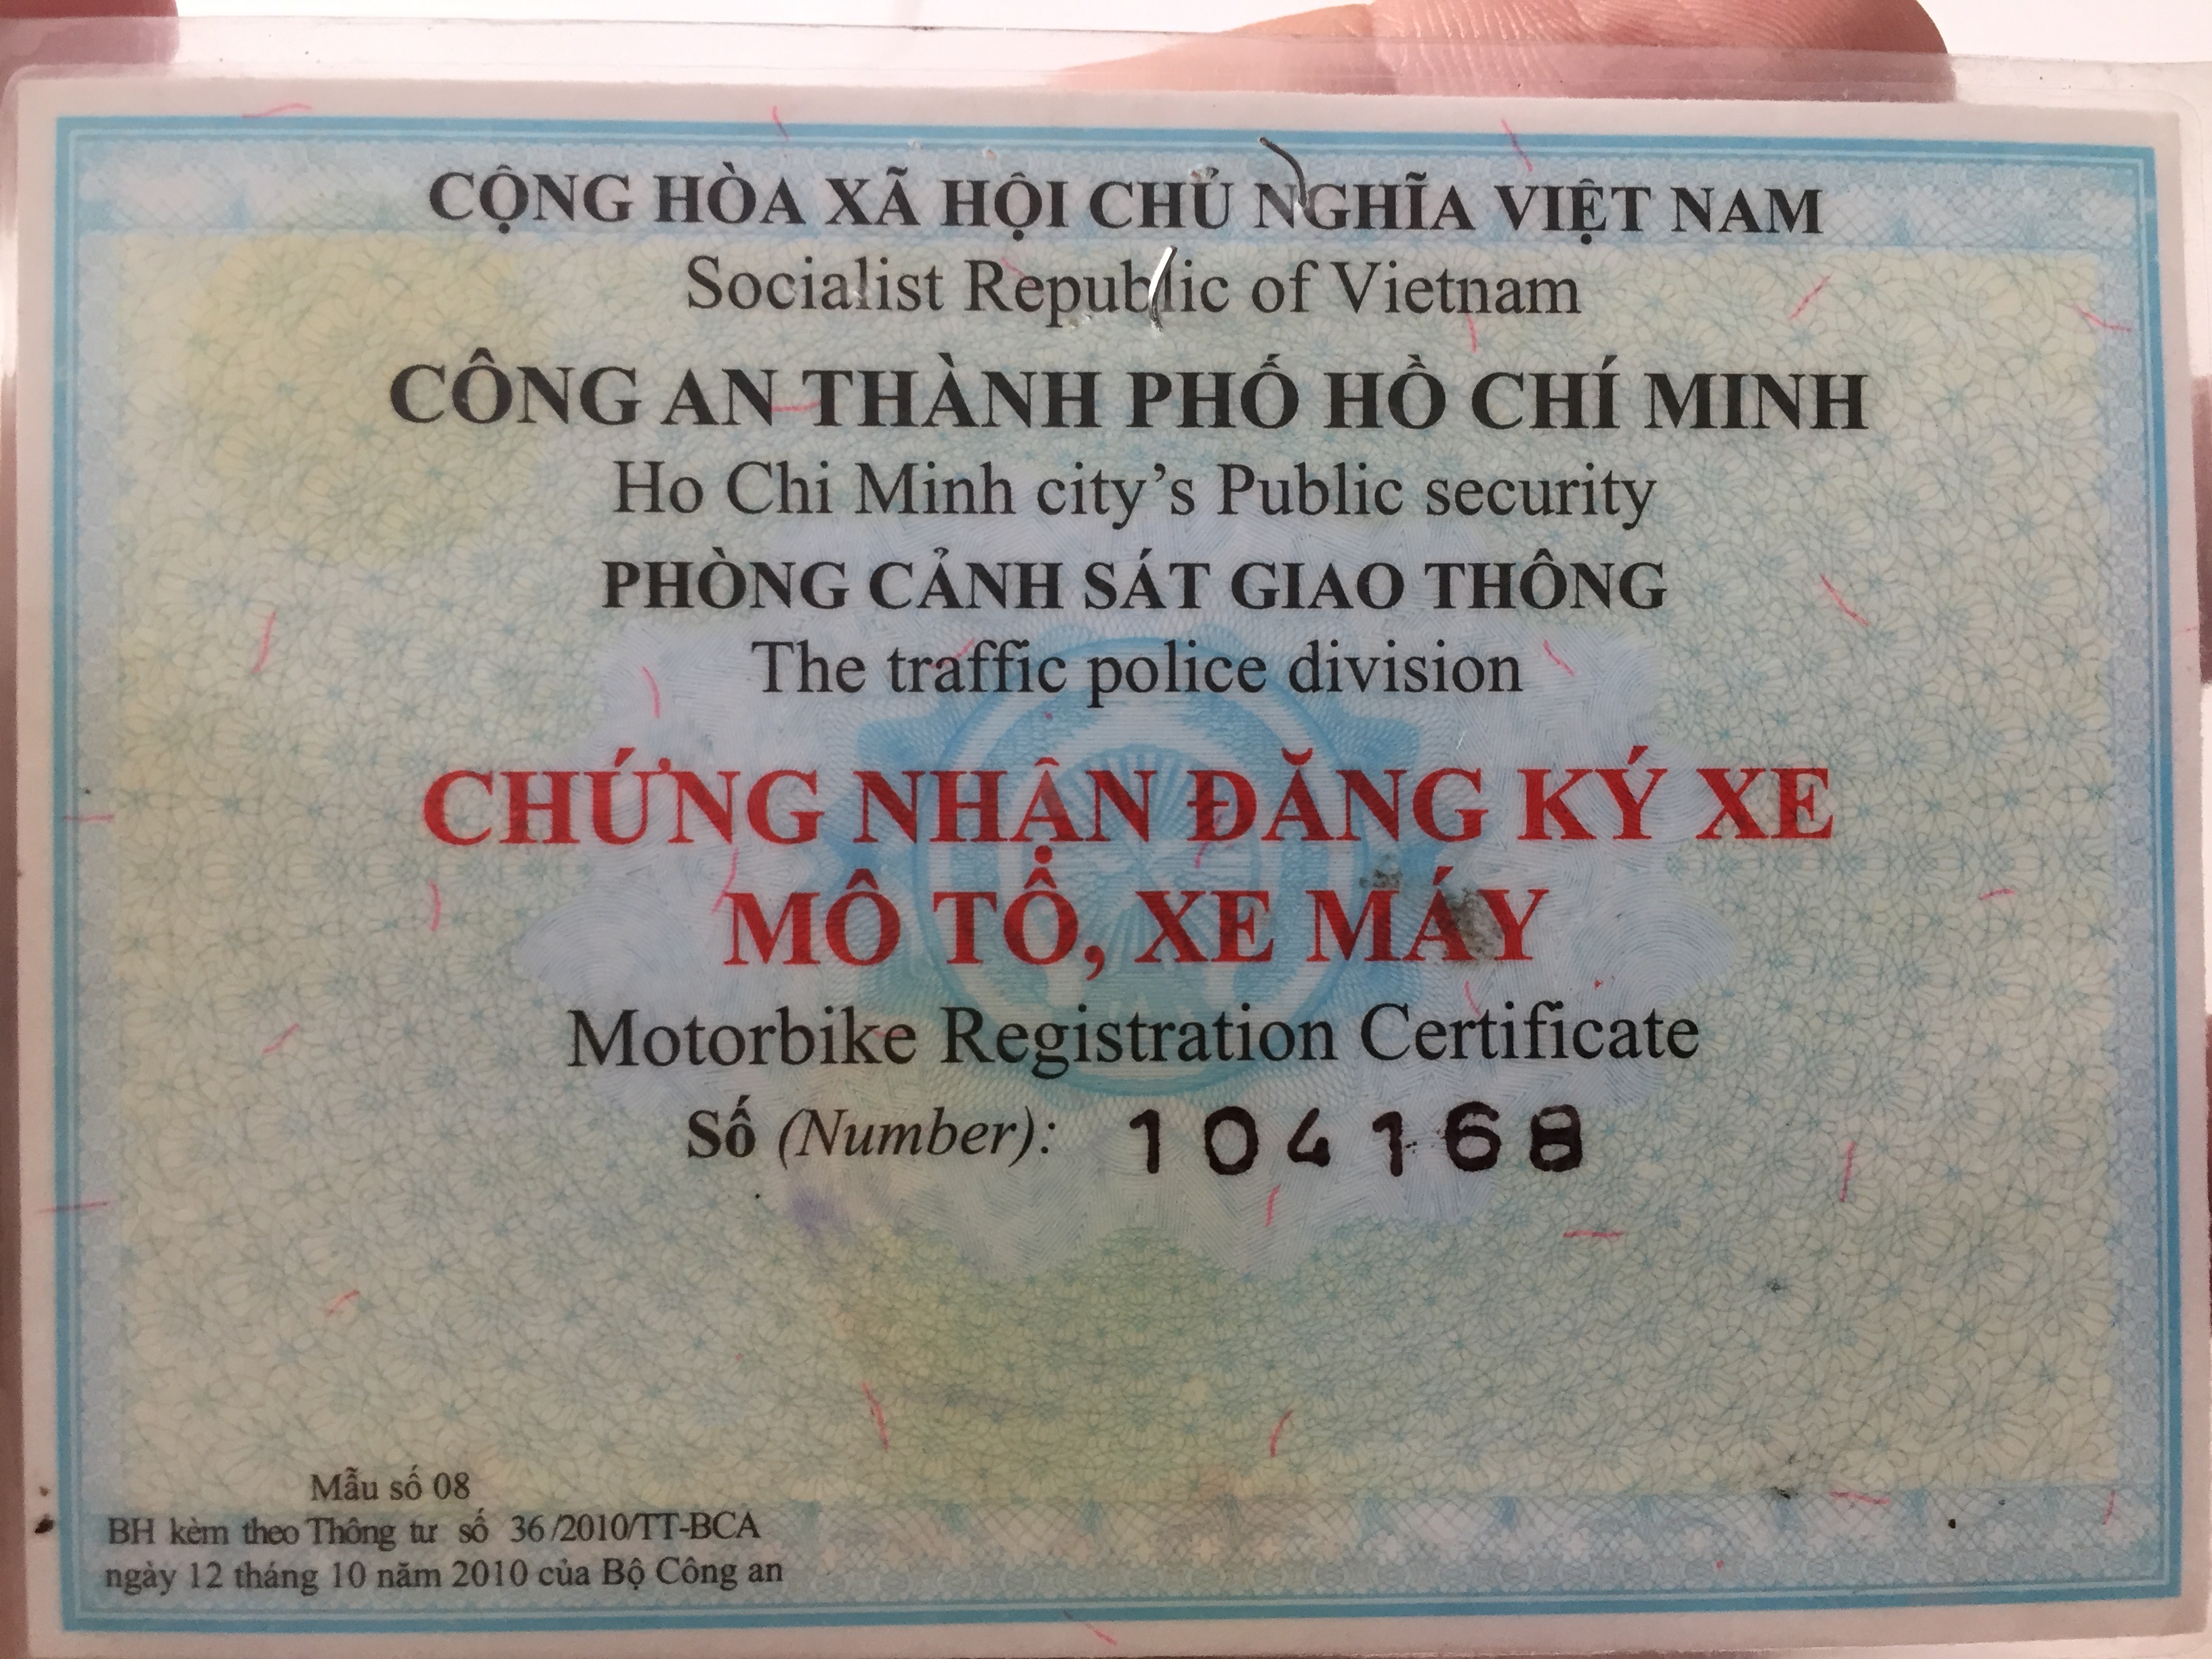 CỘNG HÒA XÃ HỘI CHỦ NGHĨA VIỆT NAM
Socialist Republic of Vietnam
CÔNG AN THÀNH PHỐ HỒ CHÍ MINH
Ho Chi Minh city’s Public security
PHÒNG CẢNH SÁT GIAO THÔNG
The traffic police division
CHỨNG NHẬN ĐĂNG KÝ XE
MÔ TÔ, XE MÁY
Motorbike Registration Certificate
Số (Number): 104168
Mẫu số 08
BH kèm theo Thông tư số 36/2010/TT-BCA
ngày 12 tháng 10 năm 2010 của Bộ Công an